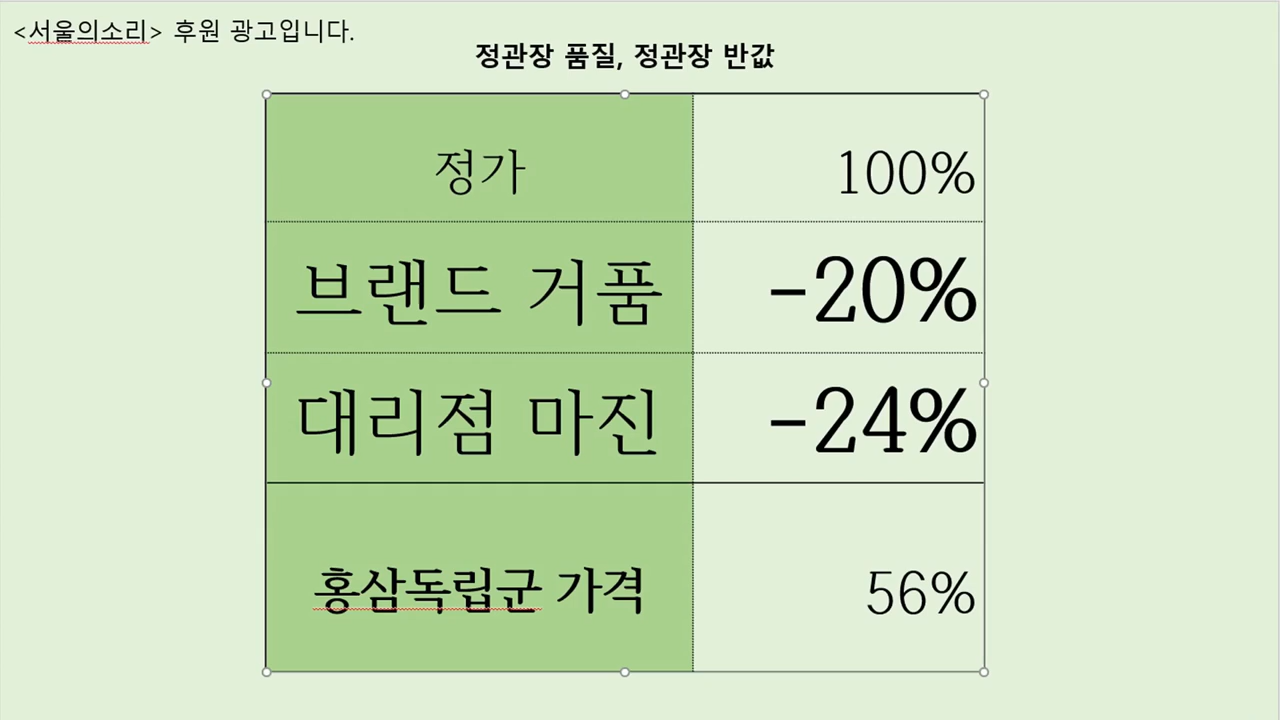 <서울의소리> 후원 광고입니다.
정관장 품질, 정관장 반값
정가 100%
브랜드 거품 -20%
대리점 마진 -24%
홍삼독립군 가격 56%